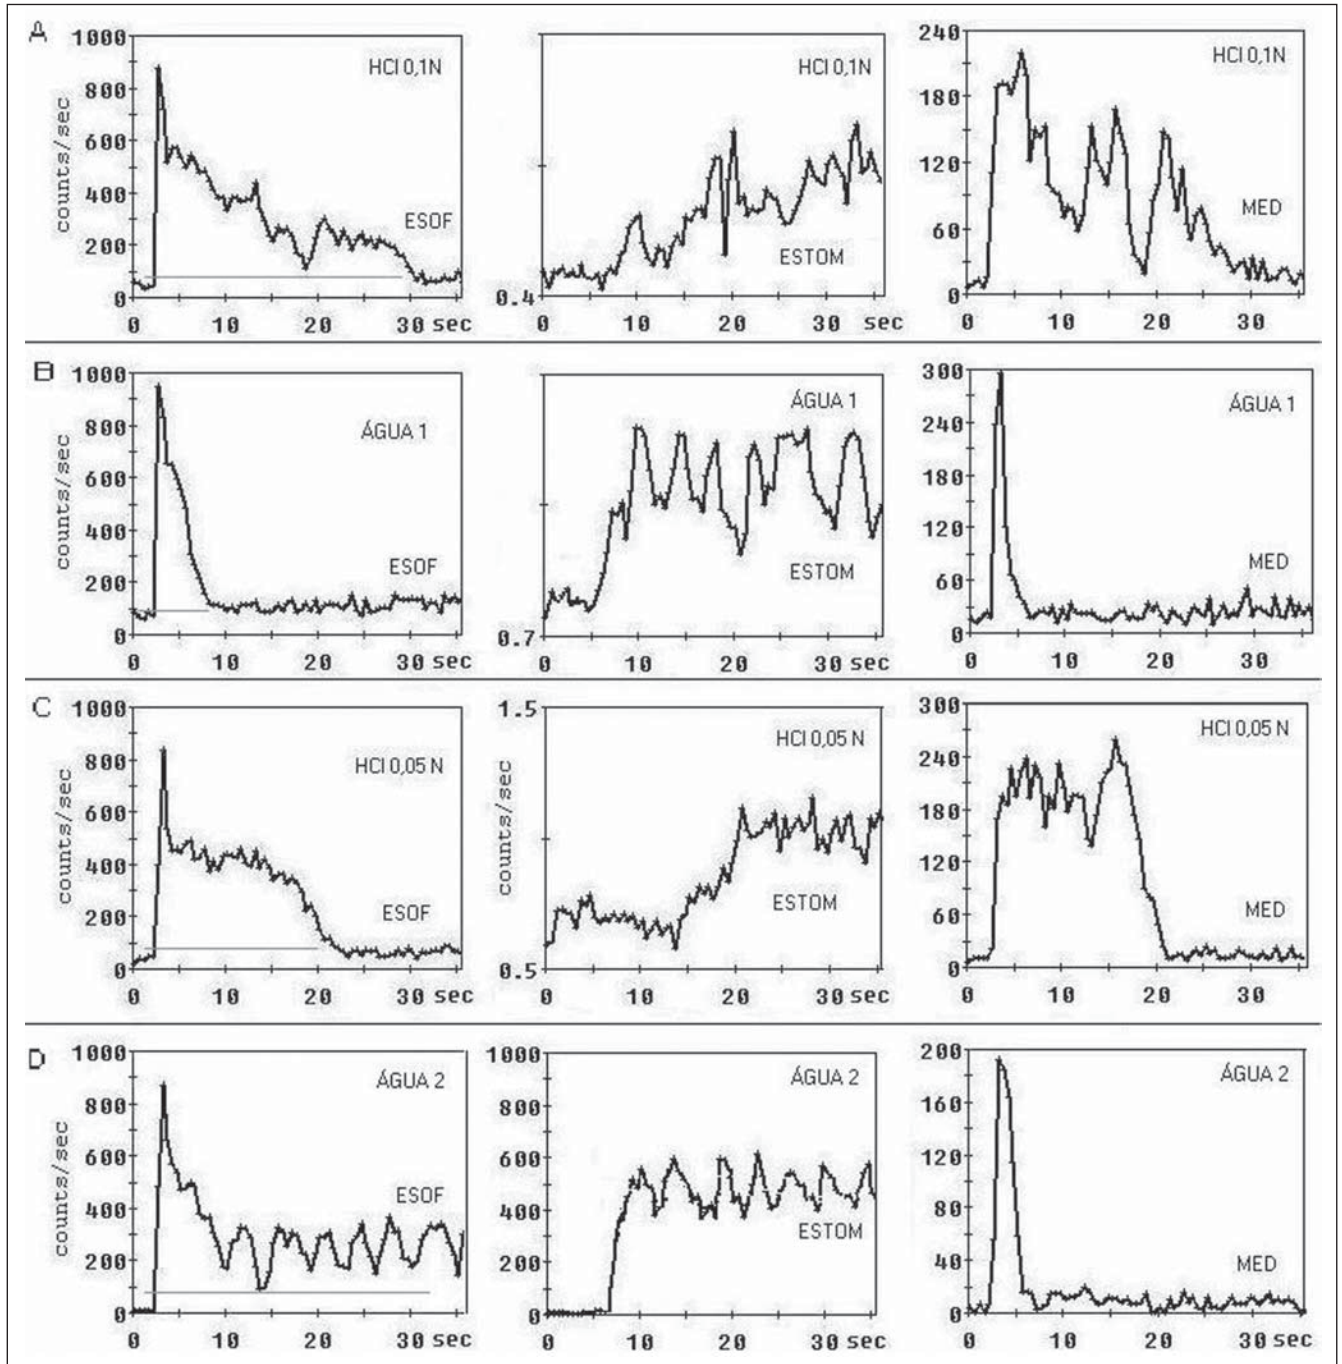 A
counts/sec
1000
800
600
400
200
0
0 10 20 30 sec
HCl 0,1N
ESOF
0.4
0 10 20 30 sec
HCl 0,1N
ESTOM
240
180
120
60
0
0 10 20 30
HCl 0,1N
MED
B
counts/sec
1000
800
600
400
200
0
0 10 20 30 sec
ÁGUA 1
ESOF
0.7
0 10 20 30 sec
ÁGUA 1
ESTOM
300
240
180
120
60
0
0 10 20 30
ÁGUA 1
MED
C
counts/sec
1000
800
600
400
200
0
0 10 20 30 sec
HCl 0,05 N
ESOF
counts/sec
1.5
0.5
0 10 20 30 sec
HCl 0,05 N
ESTOM
300
240
180
120
60
0
0 10 20 30
HCl 0,05 N
MED
D
counts/sec
1000
800
600
400
200
0
0 10 20 30 sec
ÁGUA 2
ESOF
1000
800
600
400
200
0
0 10 20 30 sec
ÁGUA 2
ESTOM
200
160
120
80
40
0
0 10 20 30
ÁGUA 2
MED